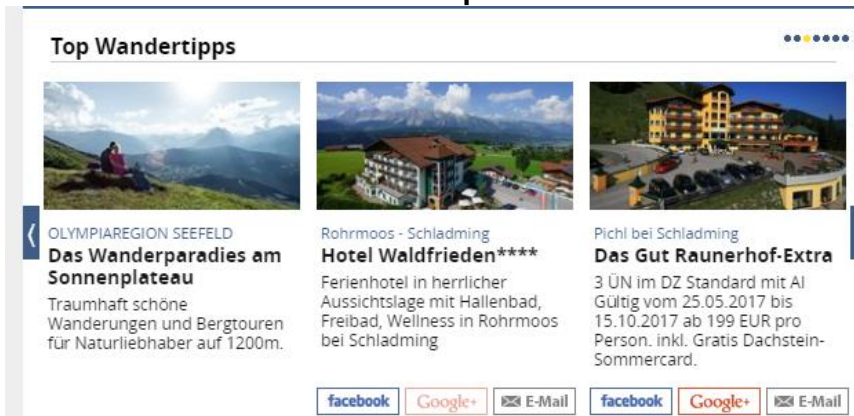 Top Wandertipps
OLYMPIAREGION SEEFELD
Das Wanderparadies am
Sonnenplateau
Traumhaft schöne
Wanderungen und Bergtouren
für Naturliebhaber auf 1200m.
Rohrmoos - Schladming
Hotel Waldfrieden****
Ferienhotel in herrlicher
Aussichtslage mit Hallenbad,
Freibad, Wellness in Rohrmoos
bei Schladming
facebook Google+ E-Mail
Pichl bei Schladming
Das Gut Raunerhof-Extra
3 ÜN im DZ Standard mit AI
Gültig vom 25.05.2017 bis
15.10.2017 ab 199 EUR pro
Person. inkl. Gratis Dachstein-
Sommercard.
facebook Google+ E-Mail